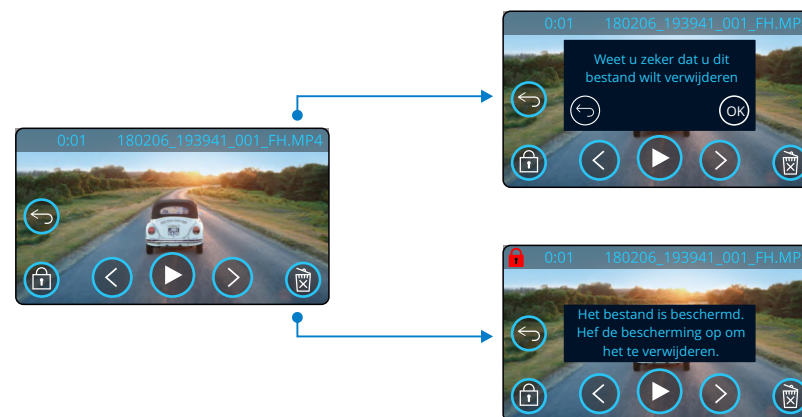 0:01 180206_193941_001_FH.MP4
0:01 180206_193941_001_FH.MP
Weet u zeker dat u dit
bestand wilt verwijderen
OK
0:01 180206_193941_001_FH.MP
Het bestand is beschermd.
Hef de bescherming op om
het te verwijderen.